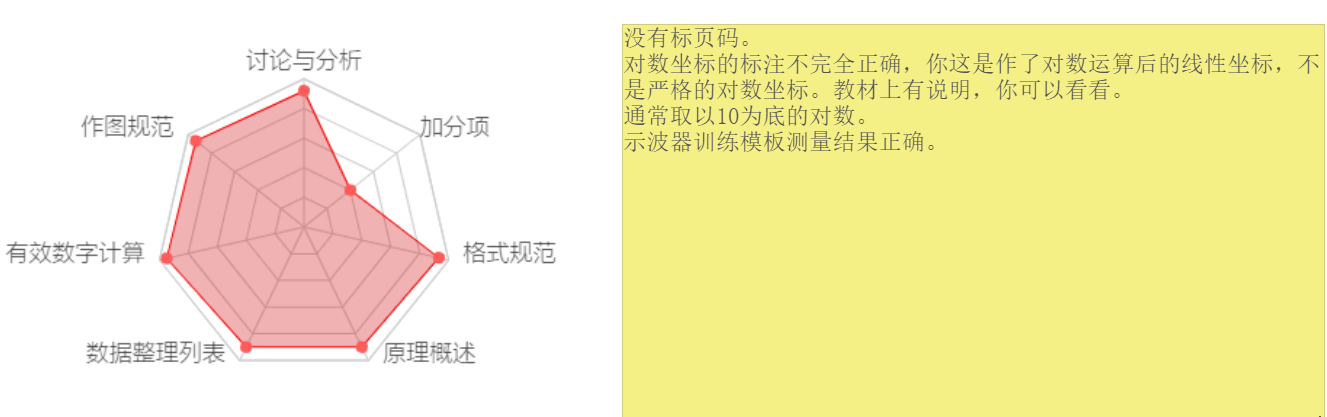 讨论与分析
作图规范
加分项
有效数字计算
格式规范
数据整理列表
原理概述
没有标页码。
对数坐标的标注不完全正确，你这是作了对数运算后的线性坐标，不
是严格的对数坐标。教材上有说明，你可以看看。
通常取以10为底的对数。
示波器训练模板测量结果正确。